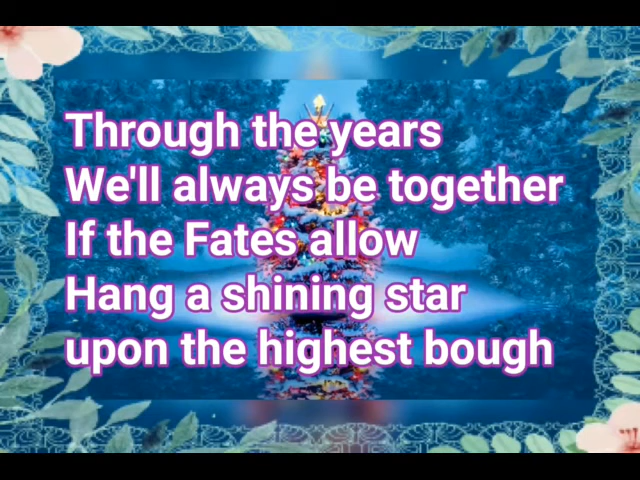 Through the years
We'll always be together
If the Fates allow
Hang a shining star
upon the highest bough